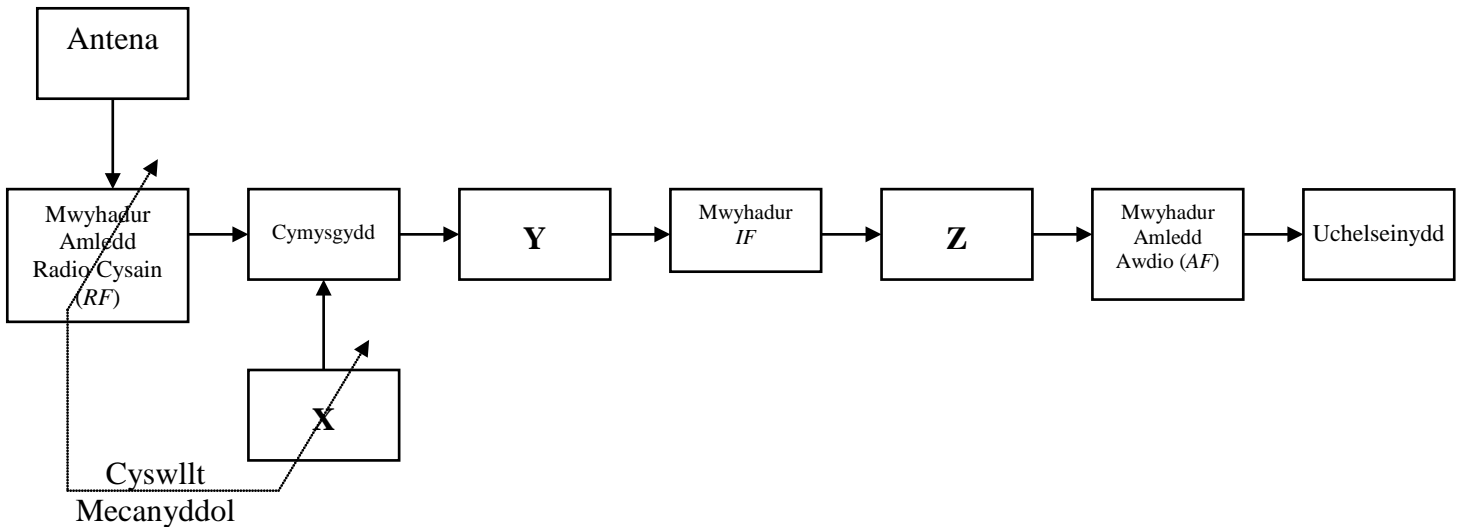 Antena
Mwyhadur
Amledd
Radio Cysain
(RF)
Cymysgydd
Y
Mwyhadur
IF
Z
Mwyhadur
Amledd
Awdio (AF)
Uchelseinydd
X
Cyswllt
Mecanyddol